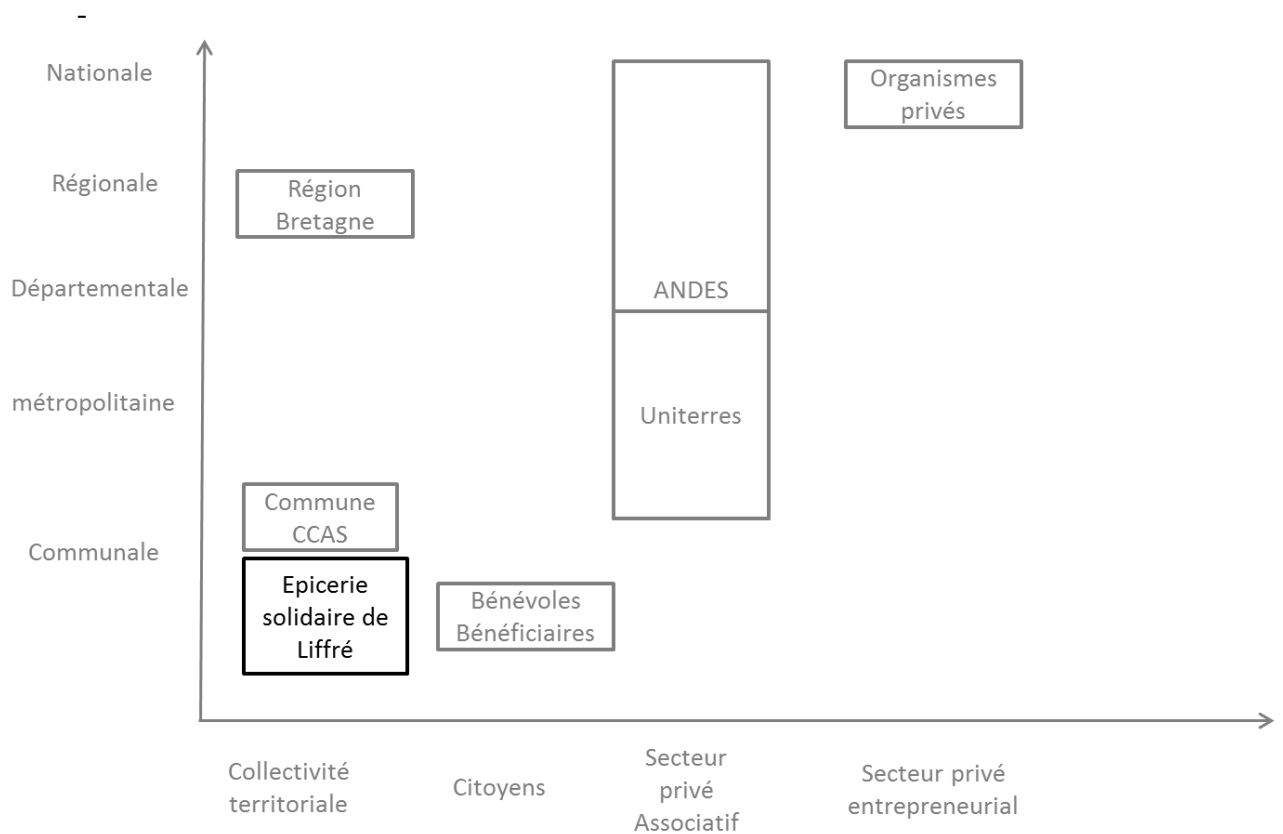 -
Nationale
Organismes
privés
Régionale
Région
Bretagne
Départementale
ANDES
métropolitaine
Uniterres
Commune
CCAS
Communale
Epicerie
solidaire de
Liffré
Bénévoles
Bénéficiaires
Collectivité
territoriale
Citoyens
Secteur
privé
Associatif
Secteur privé
entrepreneurial